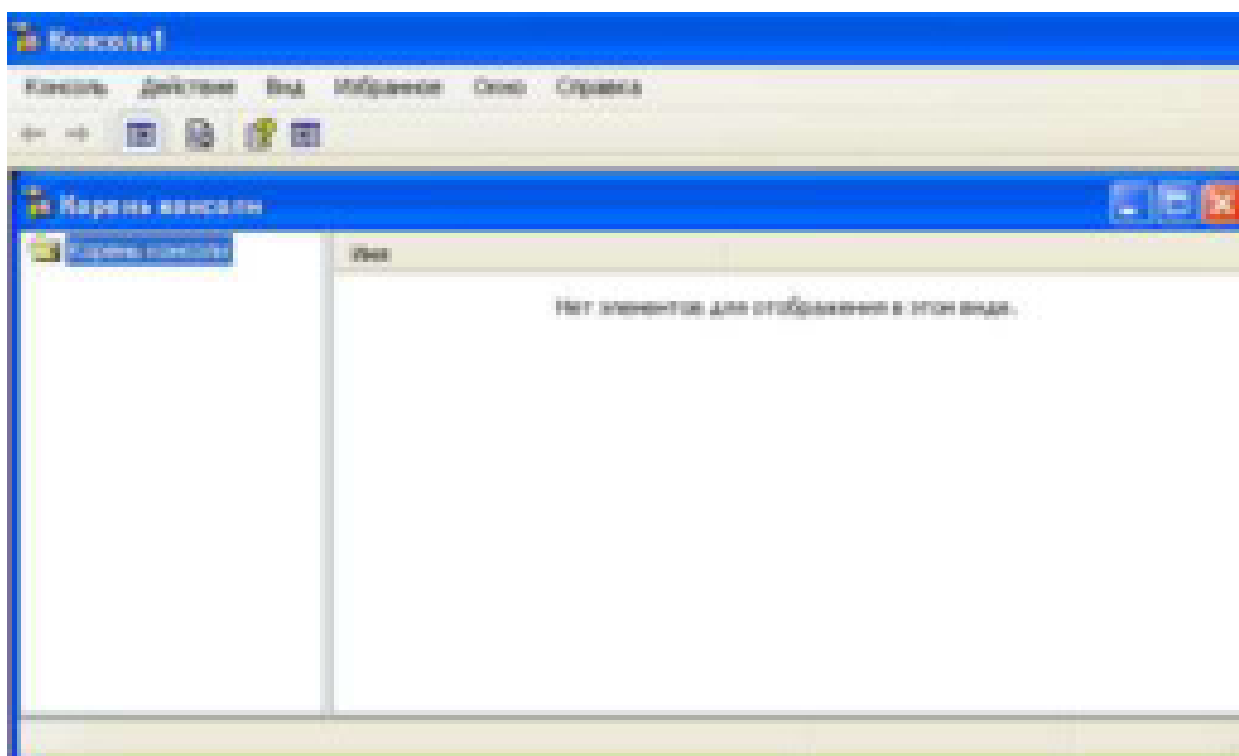 Консоль1
Консоль Действие Вид Избранное Окно Справка
Корень консоли
Корень консоли
Имя
Нет элементов для отображения в этом виде.